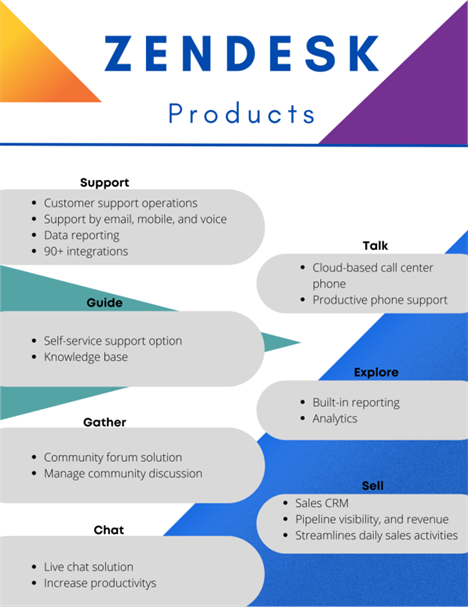 ZENDESK
Products
Support
• Customer support operations
• Support by email, mobile, and voice
• Data reporting
• 90+ integrations
Talk
• Cloud-based call center
phone
• Productive phone support
Guide
• Self-service support option
• Knowledge base
Explore
• Built-in reporting
• Analytics
Gather
• Community forum solution
• Manage community discussion
Sell
• Sales CRM
• Pipeline visibility, and revenue
• Streamlines daily sales activities
Chat
• Live chat solution
• Increase productivitys